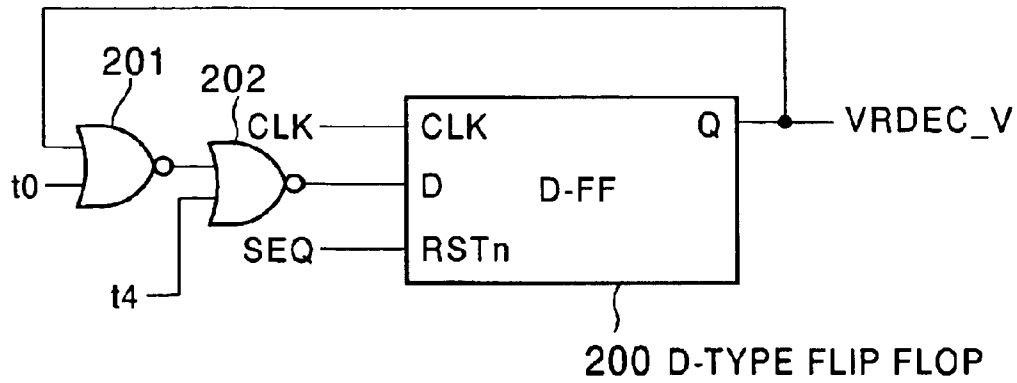 201
202
CLK
CLK
Q
VRDEC_V
t0
D
D-FF
SEQ
RSTn
t4
200 D-TYPE FLIP FLOP